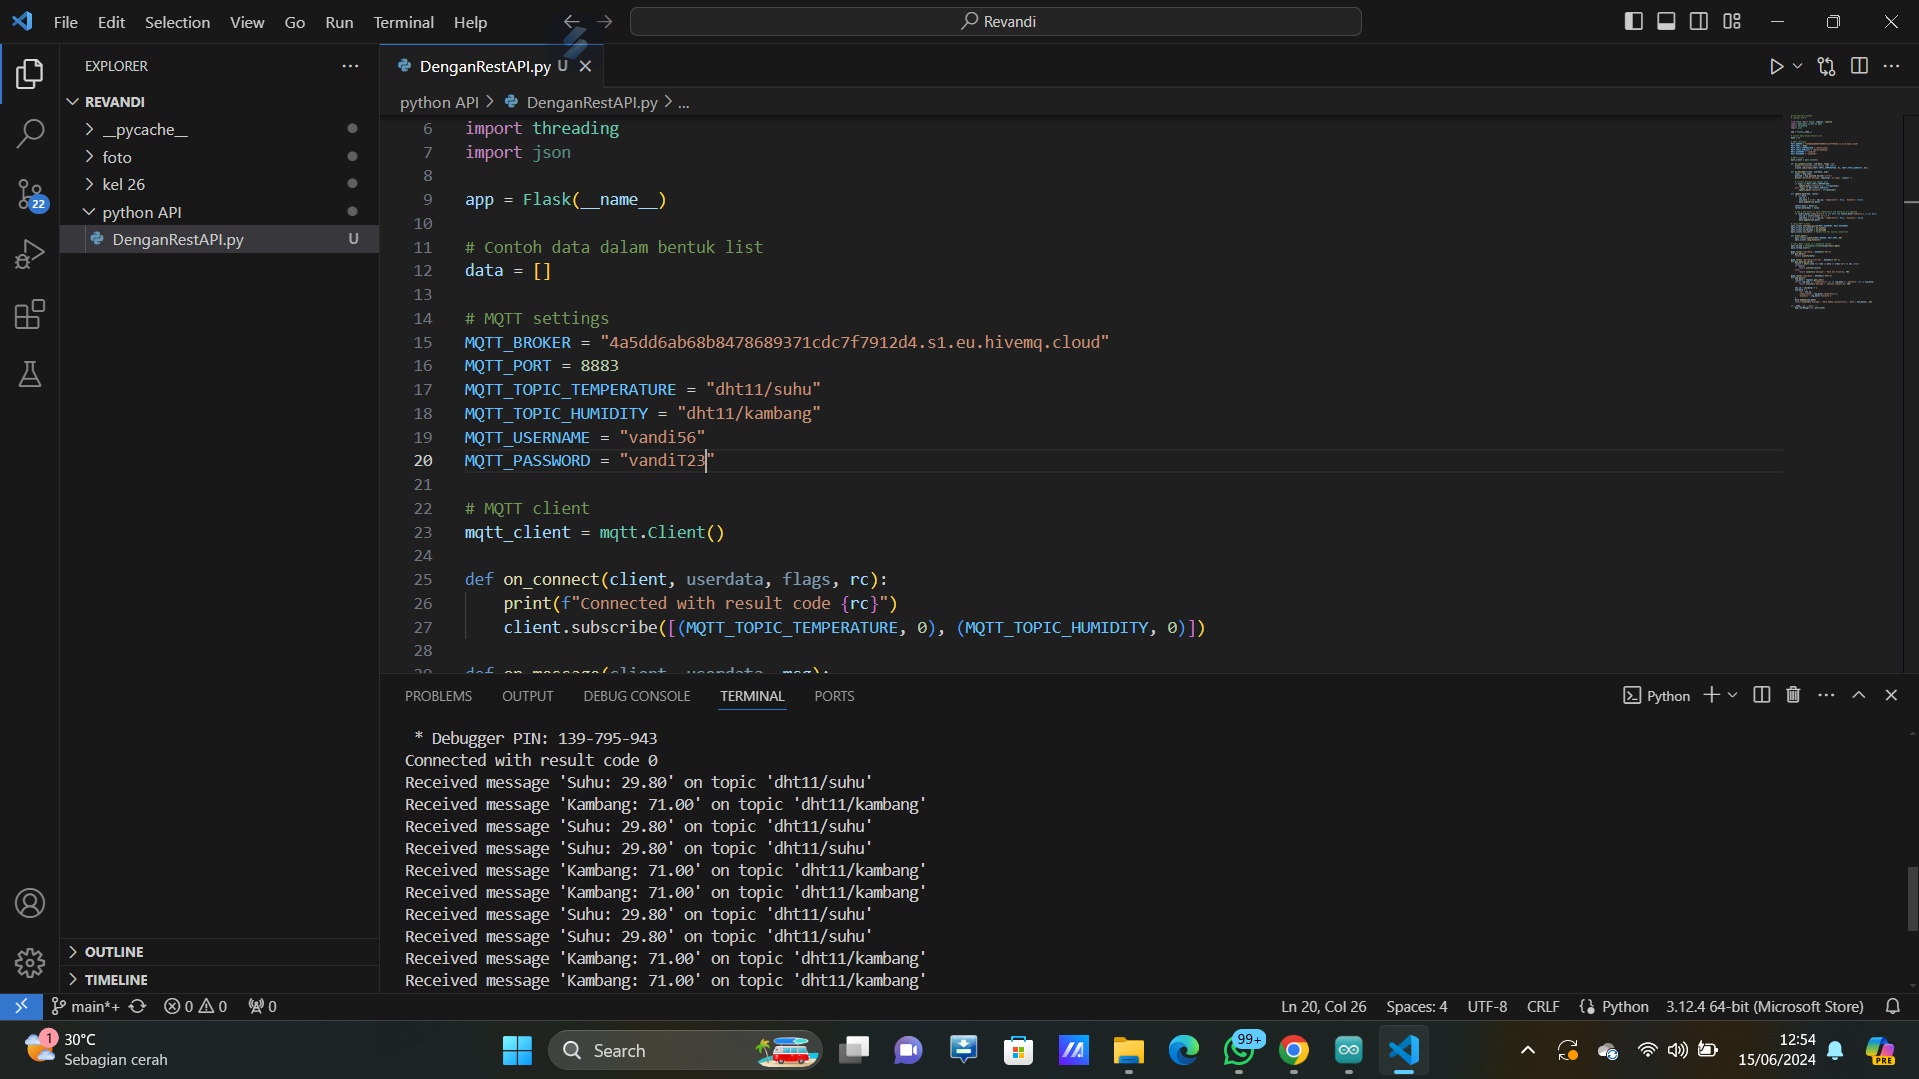 File Edit Selection View Go Run Terminal Help
Revandi
EXPLORER
REVANDI
__pycache__
foto
kel 26
python API
DenganRestAPI.py U
22
OUTLINE
TIMELINE
DenganRestAPI.py U
python API > DenganRestAPI.py > ...
6 import threading
7 import json
8
9 app = Flask(__name__)
10
11 # Contoh data dalam bentuk list
12 data = []
13
14 # MQTT settings
15 MQTT_BROKER = "4a5dd6ab68b8478689371cdc7f7912d4.s1.eu.hivemq.cloud"
16 MQTT_PORT = 8883
17 MQTT_TOPIC_TEMPERATURE = "dht11/suhu"
18 MQTT_TOPIC_HUMIDITY = "dht11/kambang"
19 MQTT_USERNAME = "vandi56"
20 MQTT_PASSWORD = "vandiT23"
21
22 # MQTT client
23 mqtt_client = mqtt.Client()
24
25 def on_connect(client, userdata, flags, rc):
26 print(f"Connected with result code {rc}")
27 client.subscribe([(MQTT_TOPIC_TEMPERATURE, 0), (MQTT_TOPIC_HUMIDITY, 0)])
28
29 def on_message(client, userdata, msg):
PROBLEMS OUTPUT DEBUG CONSOLE TERMINAL PORTS
Python
* Debugger PIN: 139-795-943
Connected with result code 0
Received message 'Suhu: 29.80' on topic 'dht11/suhu'
Received message 'Kambang: 71.00' on topic 'dht11/kambang'
Received message 'Suhu: 29.80' on topic 'dht11/suhu'
Received message 'Suhu: 29.80' on topic 'dht11/suhu'
Received message 'Kambang: 71.00' on topic 'dht11/kambang'
Received message 'Kambang: 71.00' on topic 'dht11/kambang'
Received message 'Suhu: 29.80' on topic 'dht11/suhu'
Received message 'Suhu: 29.80' on topic 'dht11/suhu'
Received message 'Kambang: 71.00' on topic 'dht11/kambang'
Received message 'Kambang: 71.00' on topic 'dht11/kambang'
main*+ 0 0 0
Ln 20, Col 26 Spaces: 4 UTF-8 CRLF Python 3.12.4 64-bit (Microsoft Store)
1
30°C
Sebagian cerah
Search
99+
12:54
15/06/2024
PRE